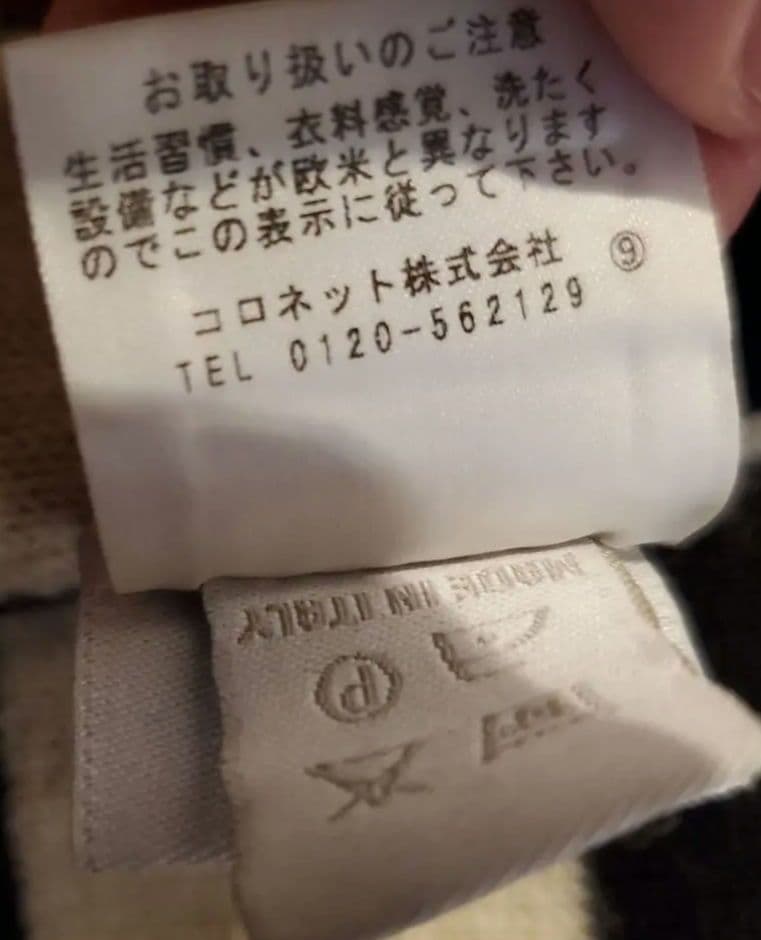 お取り扱いのご注意
生活習慣、衣料感覚、洗たく
設備などが欧米と異なります
のでこの表示に従って下さい。
コロネット株式会社 ⑨
TEL 0120-562129
MADE IN ITALY
P